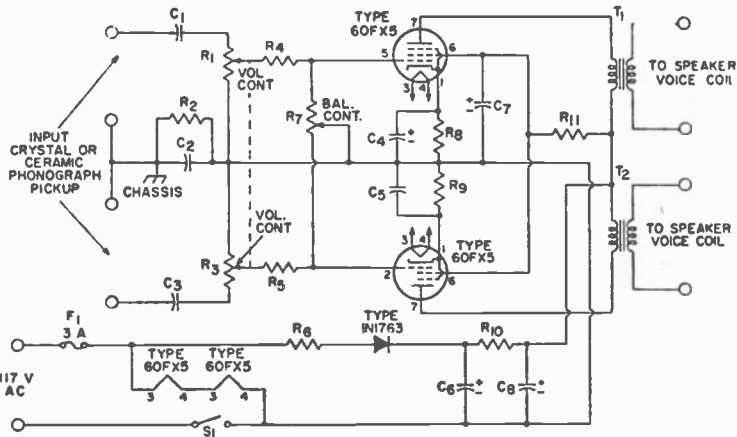 C1
R1
VOL
CONT
R4
R2
C2
CHASSIS
INPUT
CRYSTAL OR
CERAMIC
PHONOGRAPH
PICKUP
R7
BAL.
CONT.
TYPE
60FX5
7
5
6
3
4
1
C4
+
-
R8
C7
+
-
R11
T1
TO SPEAKER
VOICE COIL
C5
R9
T2
TO SPEAKER
VOICE COIL
VOL.
CONT
R3
R5
C3
3
4
1
TYPE
60FX5
2
6
7
F1
3 A
117 V
AC
TYPE
60FX5
TYPE
60FX5
3
4
3
4
S1
R6
TYPE
1N1763
R10
C6
+
-
C8
+
-